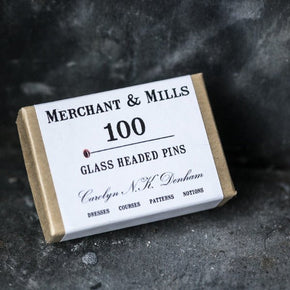 MERCHANT & MILLS
100
GLASS HEADED PINS
Carolyn N.K. Denham
DRESSES COURSES PATTERNS NOTIONS